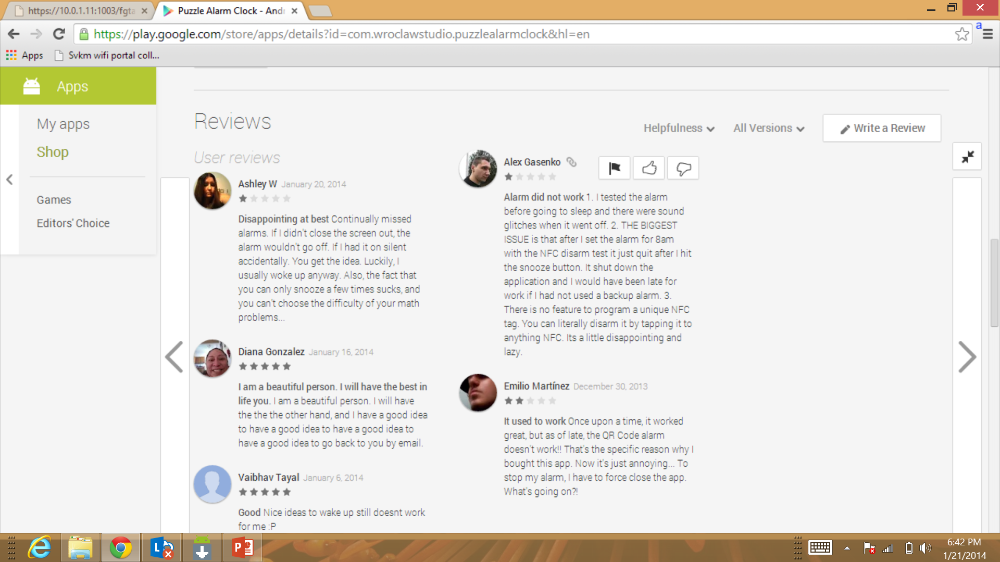 https://10.0.1.11:1003/fgta
Puzzle Alarm Clock - Andr
https://play.google.com/store/apps/details?id=com.wroclawstudio.puzzlealarmclock&hl=en
a
Apps
Svkm wifi portal coll...
Apps
My apps
Shop
Games
Editors' Choice
Reviews
Helpfulness
All Versions
Write a Review
User reviews
Ashley W January 20, 2014
Disappointing at best Continually missed
alarms. If I didn't close the screen out, the
alarm wouldn't go off. If I had it on silent
accidentally. You get the idea. Luckily, I
usually woke up anyway. Also, the fact that
you can only snooze a few times sucks, and
you can't choose the difficulty of your math
problems...
Diana Gonzalez January 16, 2014
I am a beautiful person. I will have the best in
life you. I am a beautiful person. I will have
the the the other hand, and I have a good idea
to have a good idea to have a good idea to
have a good idea to go back to you by email.
Vaibhav Tayal January 6, 2014
Good Nice ideas to wake up still doesnt work
for me :P
Alex Gasenko
Alarm did not work 1. I tested the alarm
before going to sleep and there were sound
glitches when it went off. 2. THE BIGGEST
ISSUE is that after I set the alarm for 8am
with the NFC disarm test it just quit after I hit
the snooze button. It shut down the
application and I would have been late for
work if I had not used a backup alarm. 3.
There is no feature to program a unique NFC
tag. You can literally disarm it by tapping it to
anything NFC. Its a little disappointing and
lazy.
Emilio Martínez December 30, 2013
It used to work Once upon a time, it worked
great, but as of late, the QR Code alarm
doesn't work!! That's the specific reason why I
bought this app. Now it's just annoying... To
stop my alarm, I have to force close the app.
What's going on?!
6:42 PM
1/21/2014